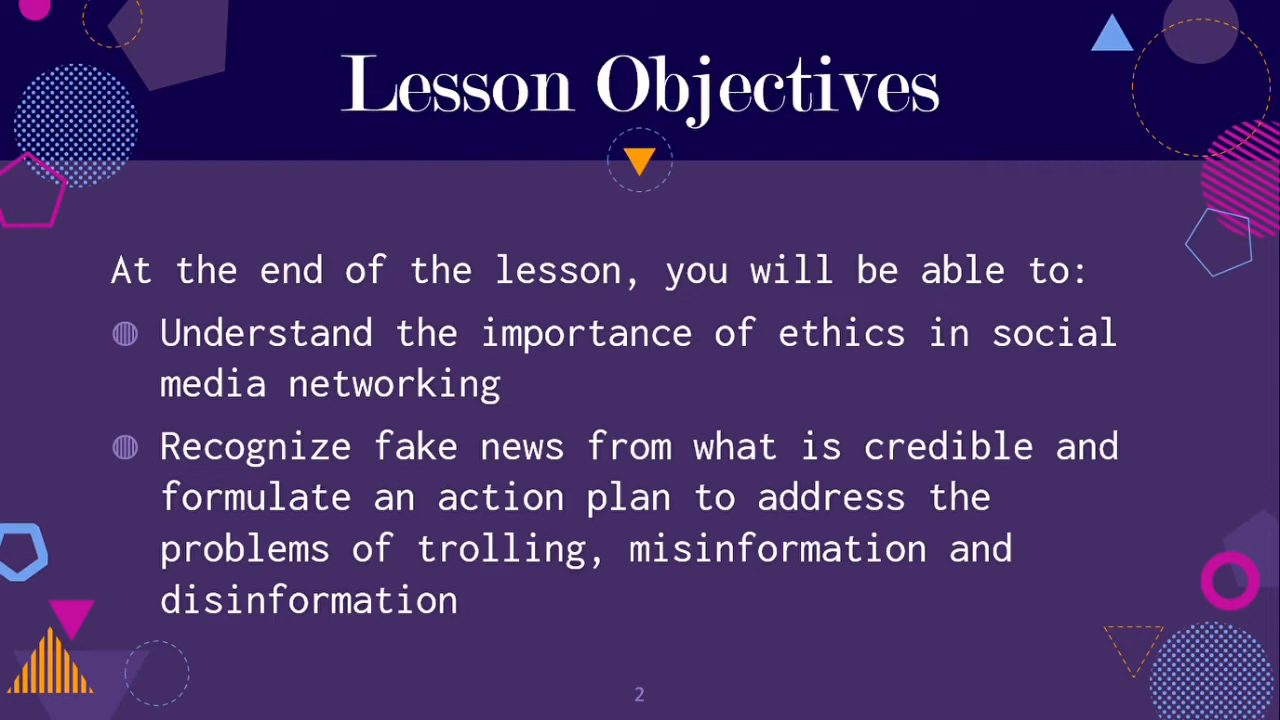 Lesson Objectives
At the end of the lesson, you will be able to:
Understand the importance of ethics in social
media networking
Recognize fake news from what is credible and
formulate an action plan to address the
problems of trolling, misinformation and
disinformation
2